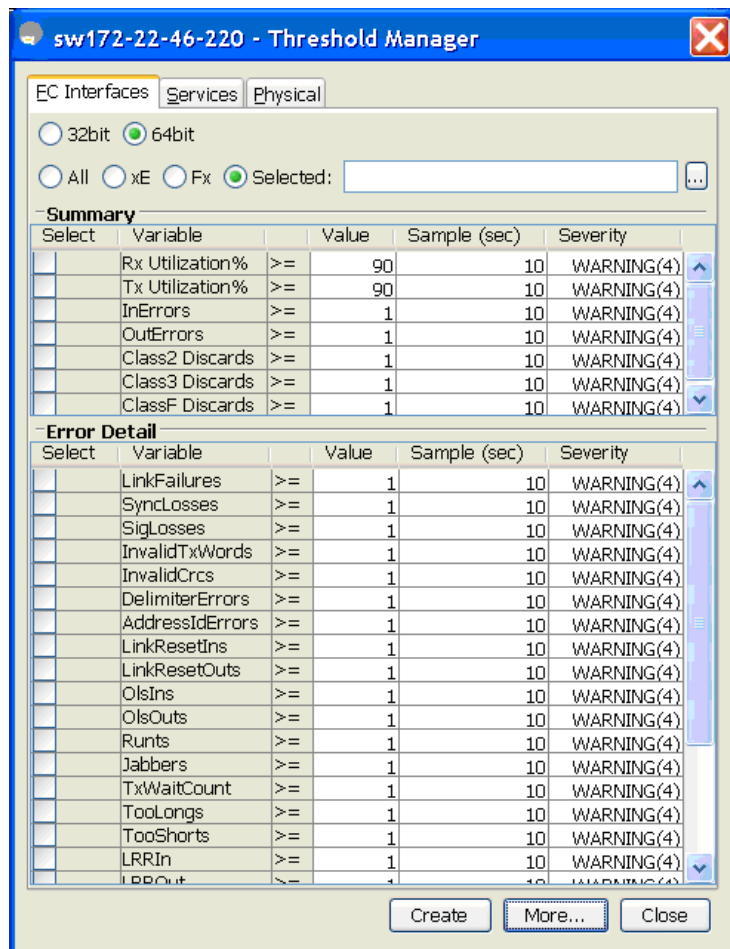 sw172-22-46-220 - Threshold Manager
FC Interfaces Services Physical
32bit 64bit
All xE Fx Selected: ...
Summary
Select Variable Value Sample (sec) Severity
Rx Utilization% >= 90 10 WARNING(4)
Tx Utilization% >= 90 10 WARNING(4)
InErrors >= 1 10 WARNING(4)
OutErrors >= 1 10 WARNING(4)
Class2 Discards >= 1 10 WARNING(4)
Class3 Discards >= 1 10 WARNING(4)
ClassF Discards >= 1 10 WARNING(4)
Error Detail
Select Variable Value Sample (sec) Severity
LinkFailures >= 1 10 WARNING(4)
SyncLosses >= 1 10 WARNING(4)
SigLosses >= 1 10 WARNING(4)
InvalidTxWords >= 1 10 WARNING(4)
InvalidCrcs >= 1 10 WARNING(4)
DelimiterErrors >= 1 10 WARNING(4)
AddressIdErrors >= 1 10 WARNING(4)
LinkResetIns >= 1 10 WARNING(4)
LinkResetOuts >= 1 10 WARNING(4)
OlsIns >= 1 10 WARNING(4)
OlsOuts >= 1 10 WARNING(4)
Runts >= 1 10 WARNING(4)
Jabbers >= 1 10 WARNING(4)
TxWaitCount >= 1 10 WARNING(4)
TooLongs >= 1 10 WARNING(4)
TooShorts >= 1 10 WARNING(4)
LRRIn >= 1 10 WARNING(4)
LRROut >= 1 10 WARNING(4)
Create More... Close